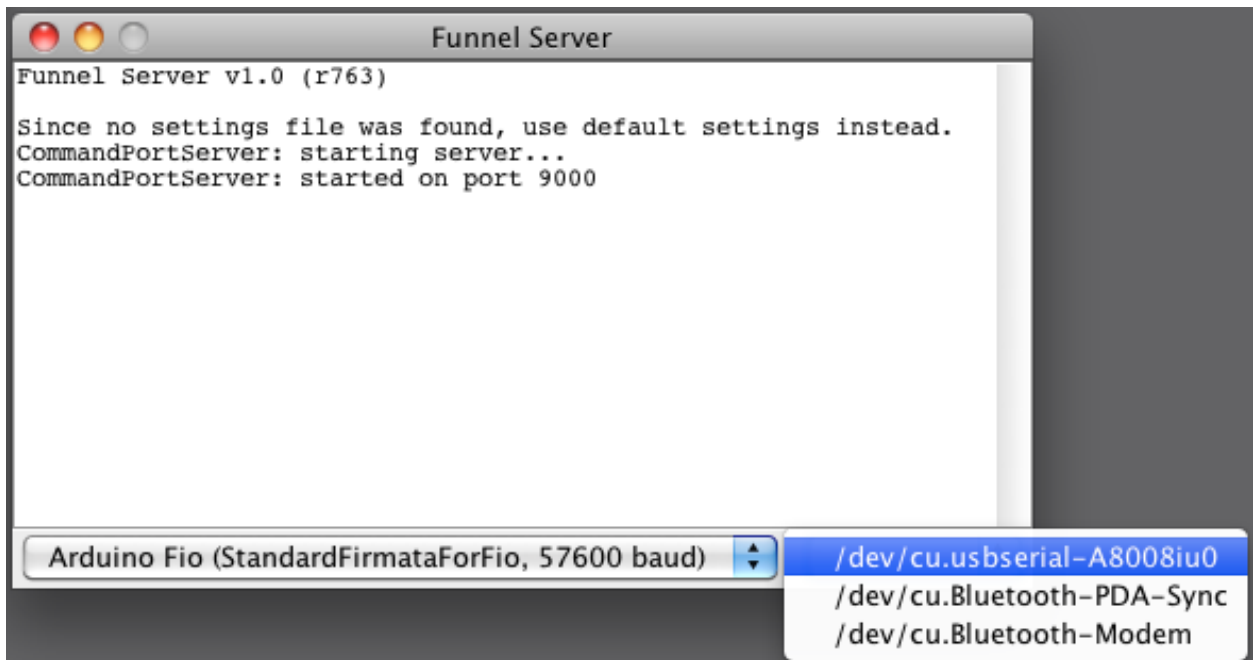 Funnel Server
Funnel Server v1.0 (r763)
Since no settings file was found, use default settings instead.
CommandPortServer: starting server...
CommandPortServer: started on port 9000
Arduino Fio (StandardFirmataForFio, 57600 baud)
/dev/cu.usbserial-A8008iu0
/dev/cu.Bluetooth-PDA-Sync
/dev/cu.Bluetooth-Modem